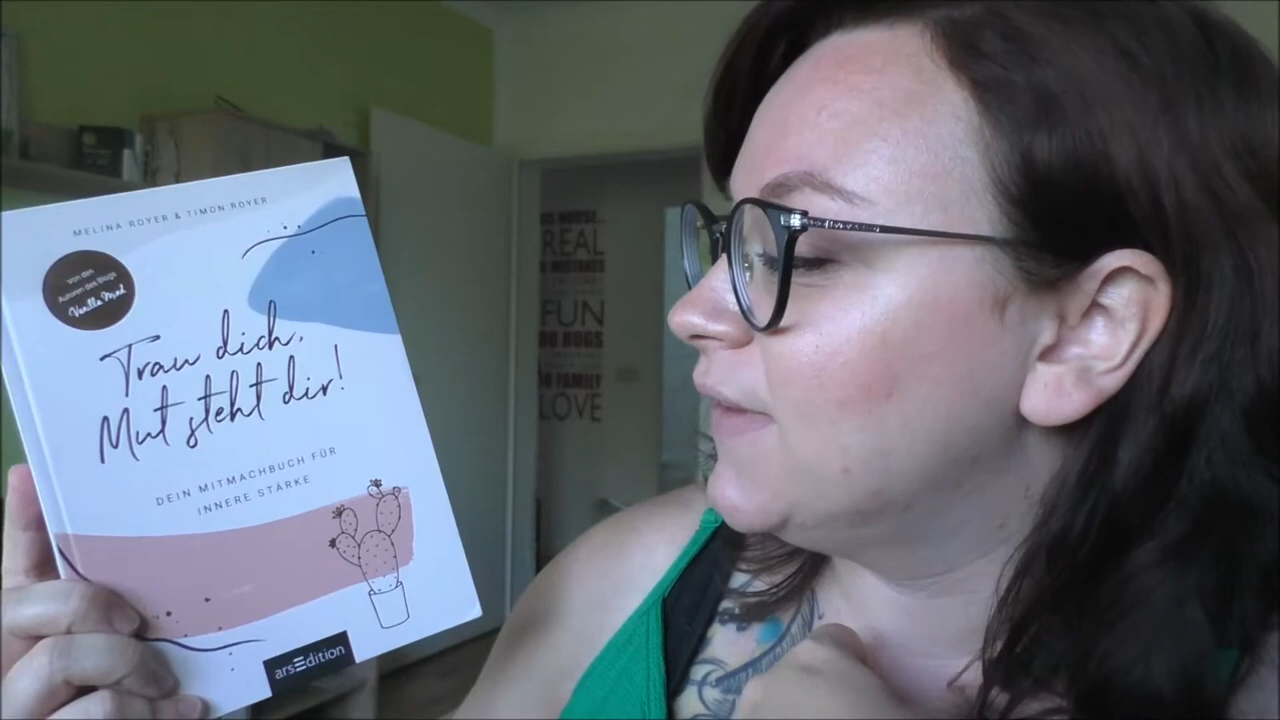 MELINA ROYER & TIMON ROYER
Von den
Autoren des Blogs
Vanilla Mind
Trau dich,
Mut steht dir!
DEIN MITMACHBUCH FÜR
INNERE STÄRKE
arsEdition
REAL
MISTAKES
FUN
HUGS
FAMILY
LOVE